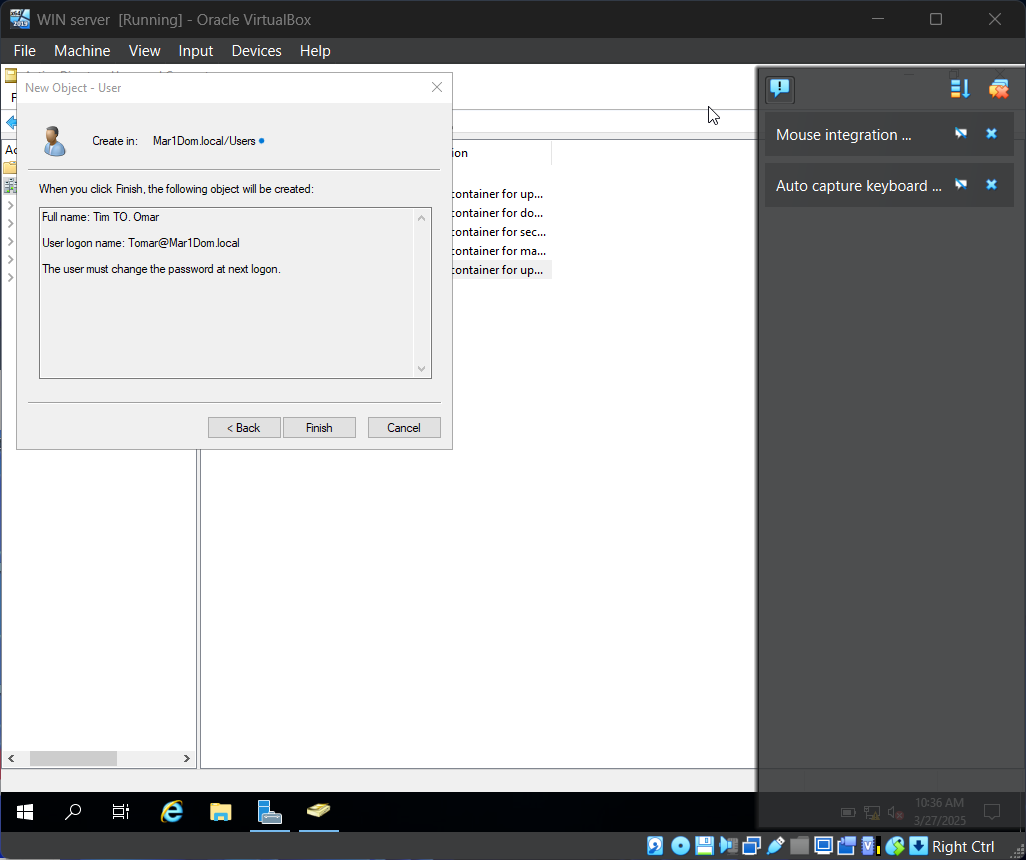 WIN server [Running] - Oracle VirtualBox
File Machine View Input Devices Help
New Object - User
Create in: Mar1Dom.local/Users
When you click Finish, the following object will be created:
Full name: Tim TO. Omar
User logon name: Tomar@Mar1Dom.local
The user must change the password at next logon.
< Back Finish Cancel
ion
container for up...
container for do...
container for sec...
container for ma...
container for up...
Mouse integration ...
Auto capture keyboard ...
10:36 AM
3/27/2025
Right Ctrl